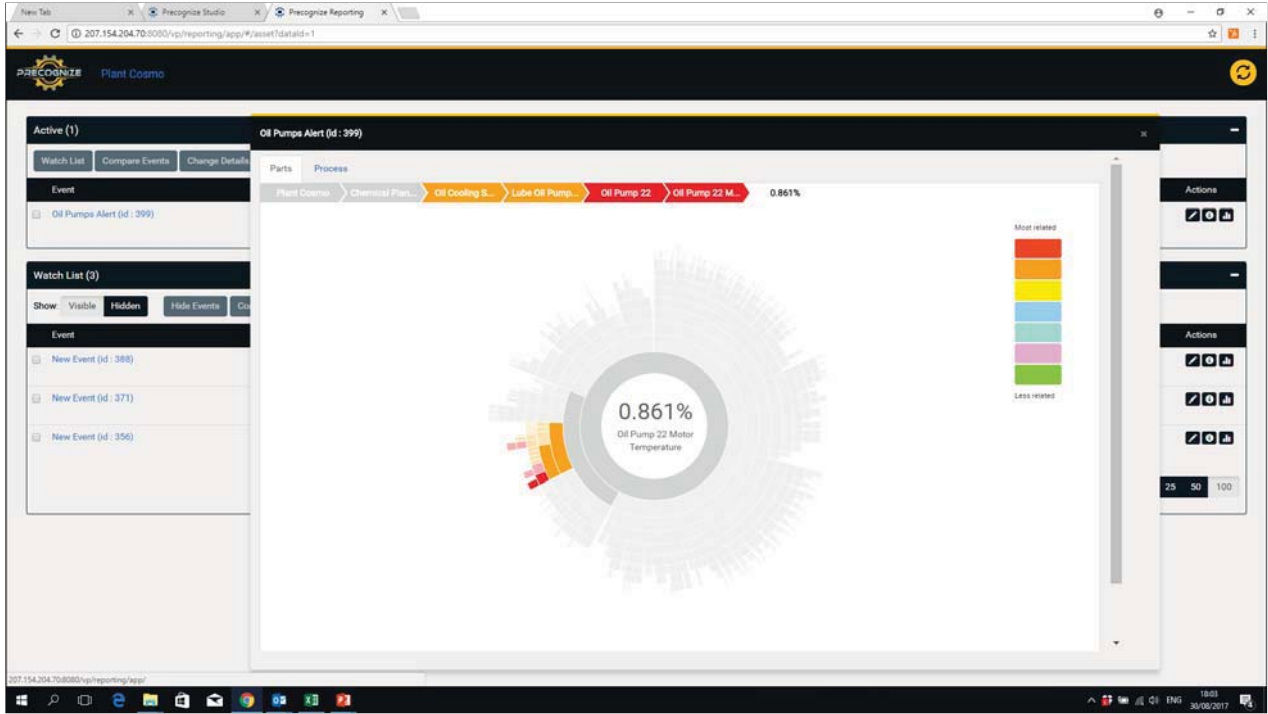 New Tab
Precognize Studio
Precognize Reporting
207.154.204.70:8080/vp/reporting/app/#/asset?dataId=1
PRECOGNIZE
Plant Cosmo
Active (1)
Watch List
Compare Events
Change Details
Event
Actions
Oil Pumps Alert (id : 399)
Watch List (3)
Show:
Visible
Hidden
Hide Events
Co
Event
Actions
New Event (id : 388)
New Event (id : 371)
New Event (id : 356)
25
50
100
Oil Pumps Alert (id : 399)
Parts
Process
Plant Cosmo
Chemical Plan...
Oil Cooling S...
Lube Oil Pump...
Oil Pump 22
Oil Pump 22 M...
0.861%
Most related
Less related
0.861%
Oil Pump 22 Motor
Temperature
207.154.204.70:8080/vp/reporting/app/
ENG
18:03
30/08/2017